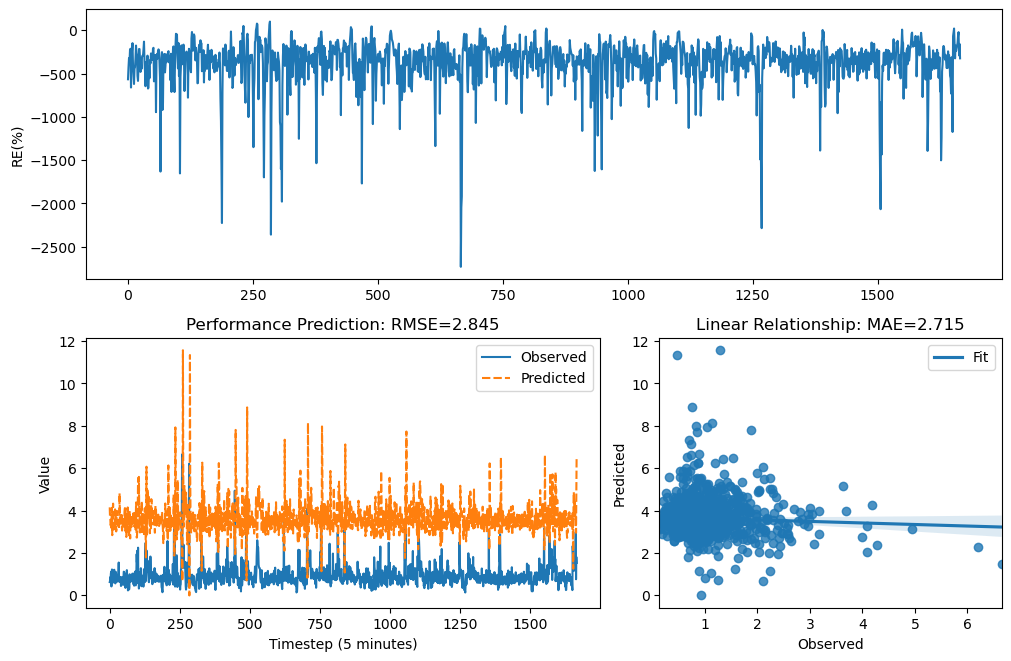 RE(%)
0
−500
−1000
−1500
−2000
−2500
0 250 500 750 1000 1250 1500
Performance Prediction: RMSE=2.845
Value
12
10
8
6
4
2
0
Observed
Predicted
0 250 500 750 1000 1250 1500
Timestep (5 minutes)
Linear Relationship: MAE=2.715
Predicted
12
10
8
6
4
2
0
Fit
1 2 3 4 5 6
Observed